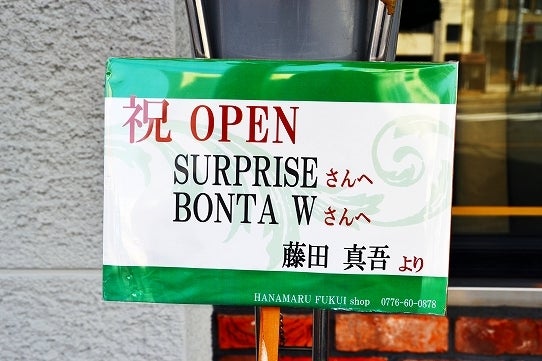 祝 OPEN
SURPRISE さんへ
BONTA W さんへ
藤田 真吾 より
HANAMARU FUKUI shop 0776-60-0878